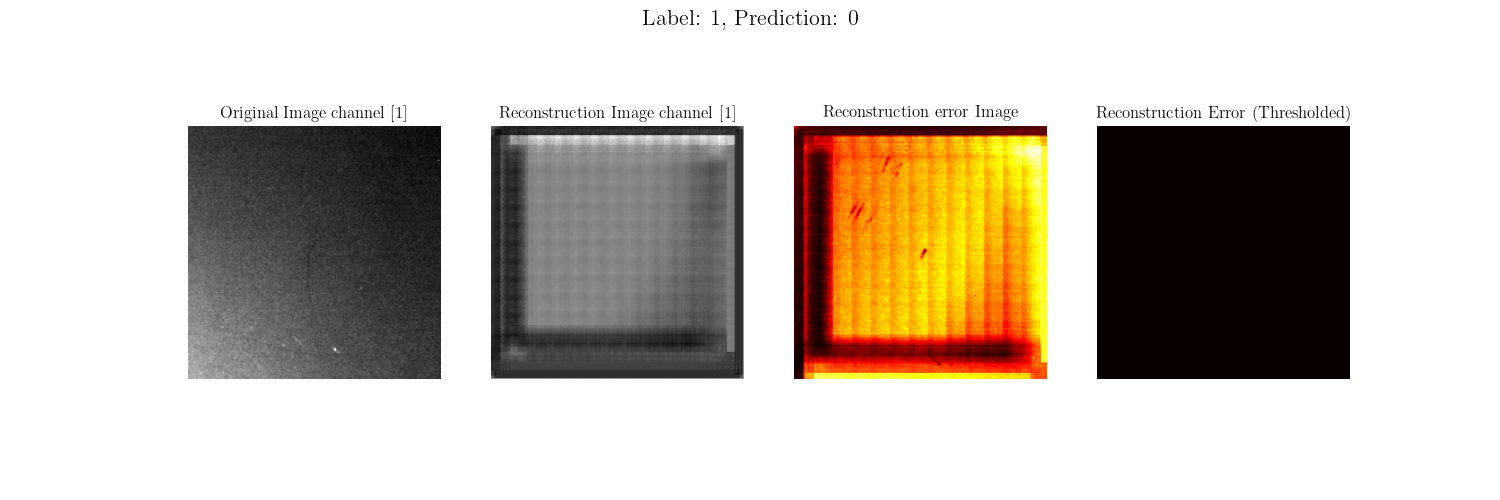 Label: 1, Prediction: 0
Original Image channel [1]
Reconstruction Image channel [1]
Reconstruction error Image
Reconstruction Error (Thresholded)